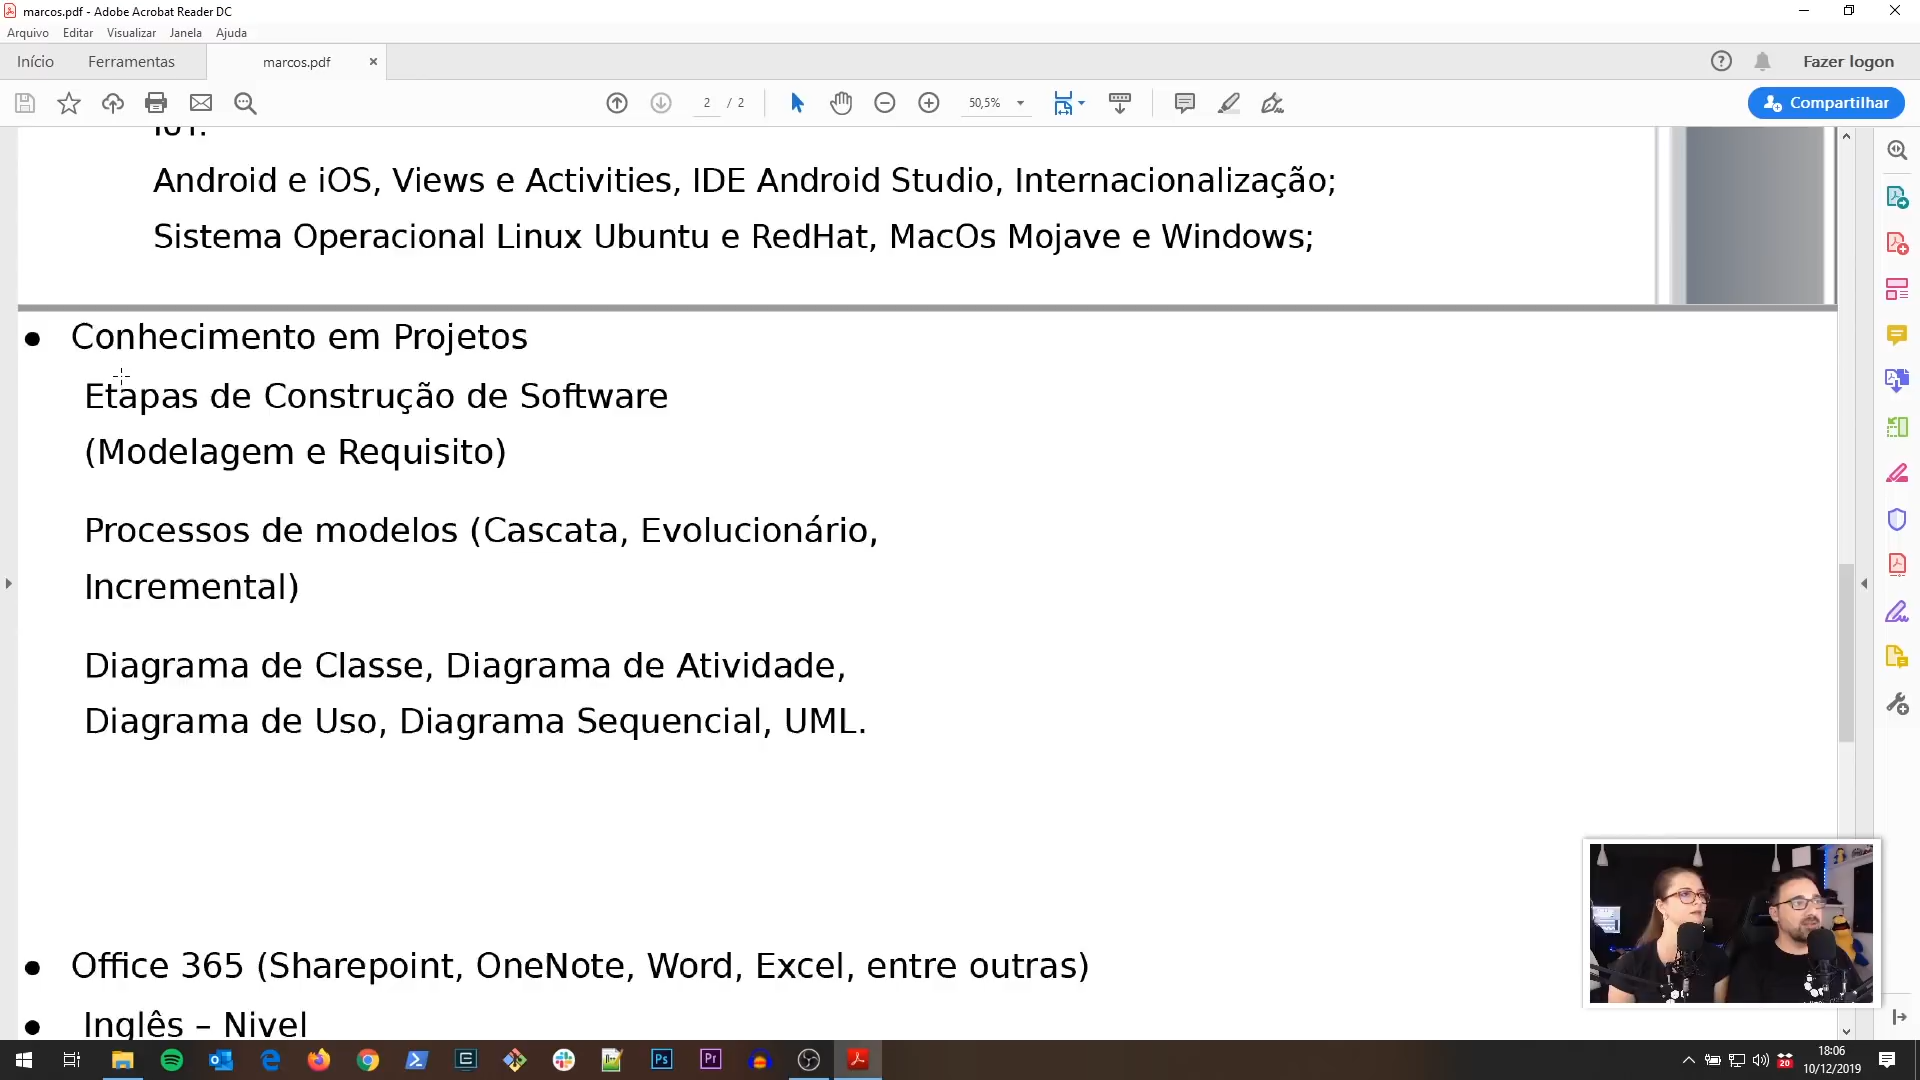 marcos.pdf - Adobe Acrobat Reader DC
Arquivo Editar Visualizar Janela Ajuda
Início Ferramentas marcos.pdf Fazer logon
2 / 2 50,5% Compartilhar
IoT.
Android e iOS, Views e Activities, IDE Android Studio, Internacionalização;
Sistema Operacional Linux Ubuntu e RedHat, MacOs Mojave e Windows;
● Conhecimento em Projetos
Etapas de Construção de Software
(Modelagem e Requisito)
Processos de modelos (Cascata, Evolucionário,
Incremental)
Diagrama de Classe, Diagrama de Atividade,
Diagrama de Uso, Diagrama Sequencial, UML.
● Office 365 (Sharepoint, OneNote, Word, Excel, entre outras)
● Inglês – Nivel
Ps Pr 20
18:06
10/12/2019